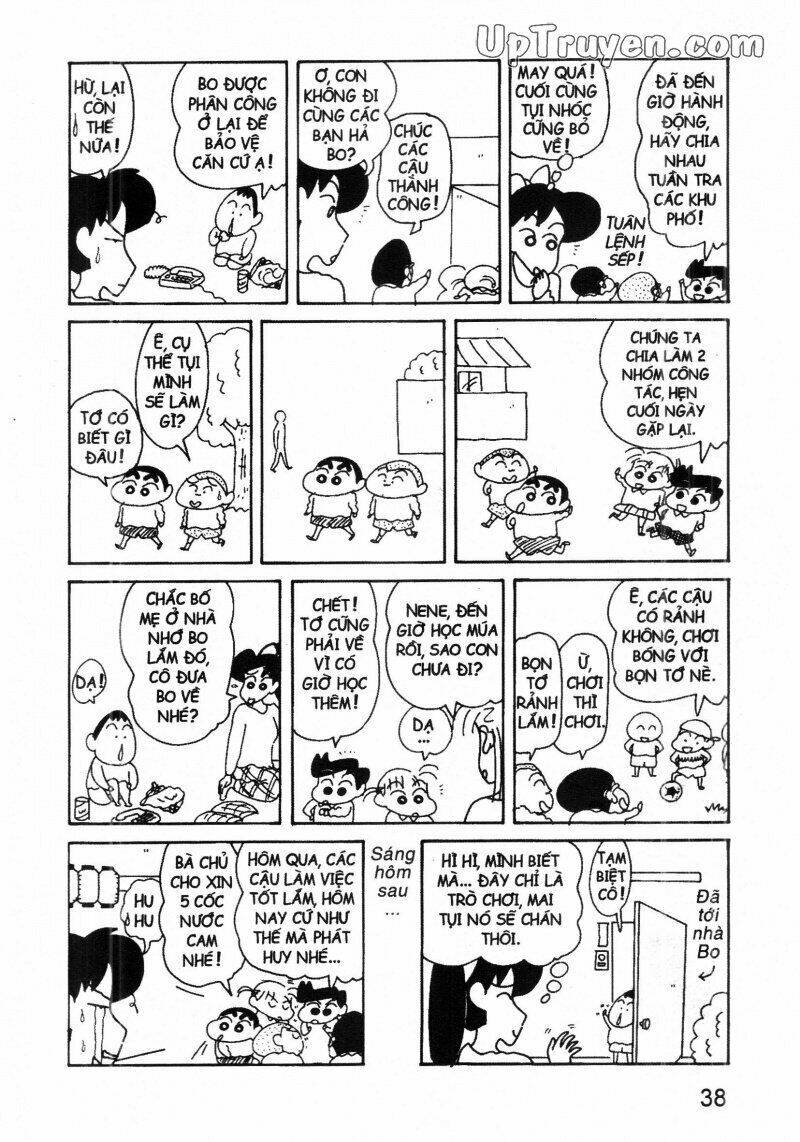 UpTruyen.com
ĐÃ ĐẾN
GIỜ HÀNH
ĐỘNG,
HÃY CHIA
NHAU
TUẦN TRA
CÁC KHU
PHỐ!
TUÂN
LỆNH
SẾP!
MAY QUÁ!
CUỐI CÙNG
TỤI NHÓC
CŨNG BỎ
VỀ!
CHÚC
CÁC
CẬU
THÀNH
CÔNG!
Ơ, CON
KHÔNG ĐI
CÙNG CÁC
BẠN HẢ
BO?
BO ĐƯỢC
PHÂN CÔNG
Ở LẠI ĐỂ
BẢO VỆ
CĂN CỨ Ạ!
HỪ, LẠI
CÒN
THẾ
NỮA!
CHÚNG TA
CHIA LÀM 2
NHÓM CÔNG
TÁC, HẸN
CUỐI NGÀY
GẶP LẠI.
Ê, CỤ
THỂ TỤI
MÌNH
SẼ LÀM
GÌ?
TỚ CÓ
BIẾT GÌ
ĐÂU!
Ê, CÁC CẬU
CÓ RẢNH
KHÔNG, CHƠI
BÓNG VỚI
BỌN TỚ NÈ.
Ừ,
CHƠI
THÌ
CHƠI.
BỌN
TỚ
RẢNH
LẮM!
NENE, ĐẾN
GIỜ HỌC MÚA
RỒI, SAO CON
CHƯA ĐI?
DẠ
...
CHẾT!
TỚ CŨNG
PHẢI VỀ
VÌ CÓ
GIỜ HỌC
THÊM!
CHẮC BỐ
MẸ Ở NHÀ
NHỚ BO
LẮM ĐÓ,
CÔ ĐƯA
BO VỀ
NHÉ?
DẠ!
Đã
tới
nhà
Bo
TẠM
BIỆT
CÔ!
HÌ HÌ, MÌNH BIẾT
MÀ... ĐÂY CHỈ LÀ
TRÒ CHƠI, MAI
TỤI NÓ SẼ CHÁN
THÔI.
Sáng
hôm
sau
...
HÔM QUA, CÁC
CẬU LÀM VIỆC
TỐT LẮM, HÔM
NAY CỨ NHƯ
THẾ MÀ PHÁT
HUY NHÉ...
BÀ CHỦ
CHO XIN
5 CỐC
NƯỚC
CAM
NHÉ!
HU
HU
38